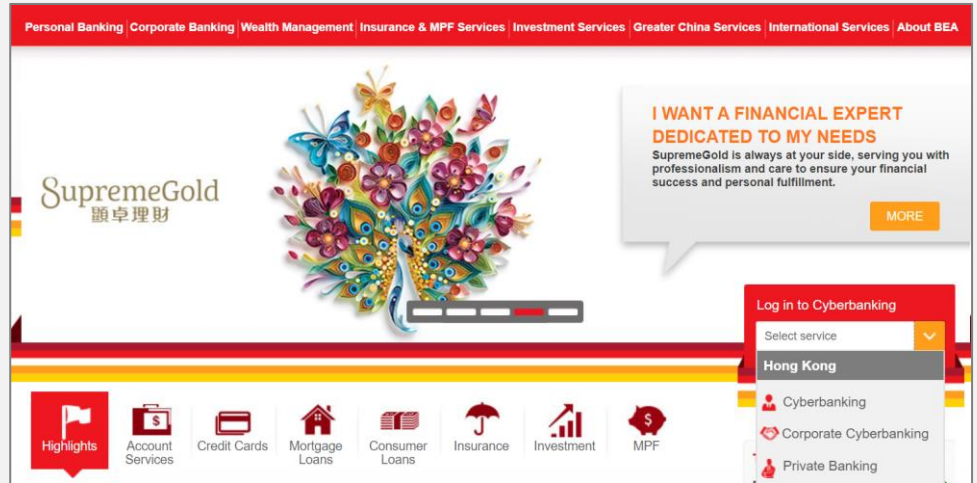 Personal Banking Corporate Banking Wealth Management Insurance & MPF Services Investment Services Greater China Services International Services About BEA
SupremeGold
顯卓理財
I WANT A FINANCIAL EXPERT
DEDICATED TO MY NEEDS
SupremeGold is always at your side, serving you with
professionalism and care to ensure your financial
success and personal fulfillment.
MORE
Log in to Cyberbanking
Select service
Hong Kong
Cyberbanking
Corporate Cyberbanking
Private Banking
Highlights
Account
Services
Credit Cards
Mortgage
Loans
Consumer
Loans
Insurance
Investment
MPF